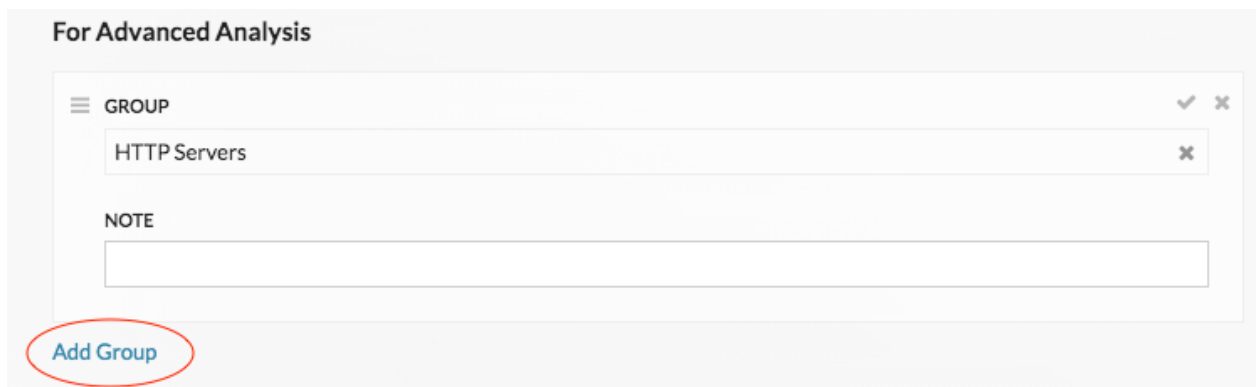 For Advanced Analysis
GROUP
HTTP Servers
NOTE
Add Group